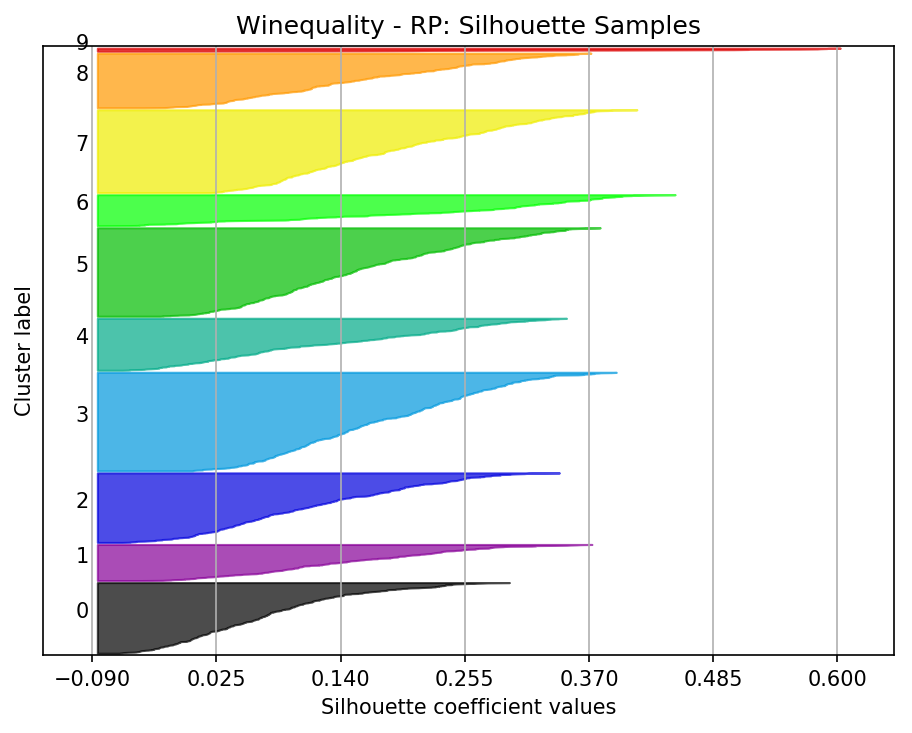 Winequality - RP: Silhouette Samples
9
8
7
6
5
4
3
2
1
0
Cluster label
−0.090 0.025 0.140 0.255 0.370 0.485 0.600
Silhouette coefficient values